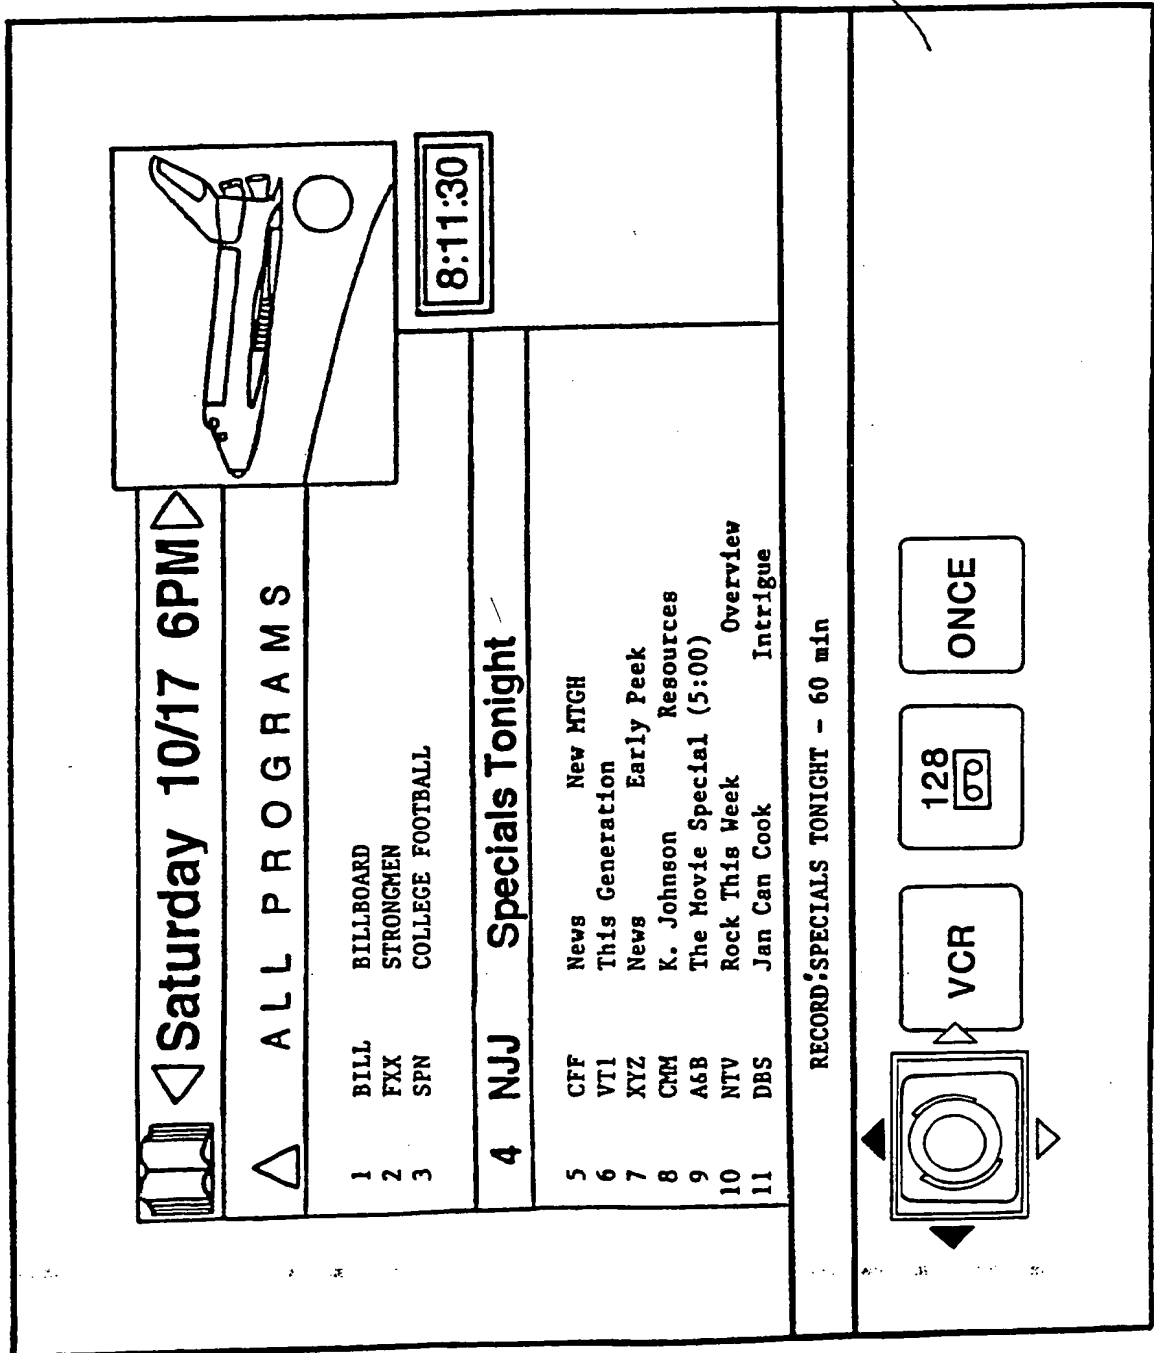 Saturday 10/17 6PM
ALL PROGRAMS
8:11:30
1 BILL BILLBOARD
2 FXX STRONGMEN
3 SPN COLLEGE FOOTBALL
4 NJJ Specials Tonight
5 CFF News New MTGH
6 VT1 This Generation
7 XYZ News Early Peek
8 CMM K. Johnson Resources
9 A&B The Movie Special (5:00)
10 NTV Rock This Week Overview
11 DBS Jan Can Cook Intrigue
RECORD:SPECIALS TONIGHT - 60 min
VCR
128
ONCE